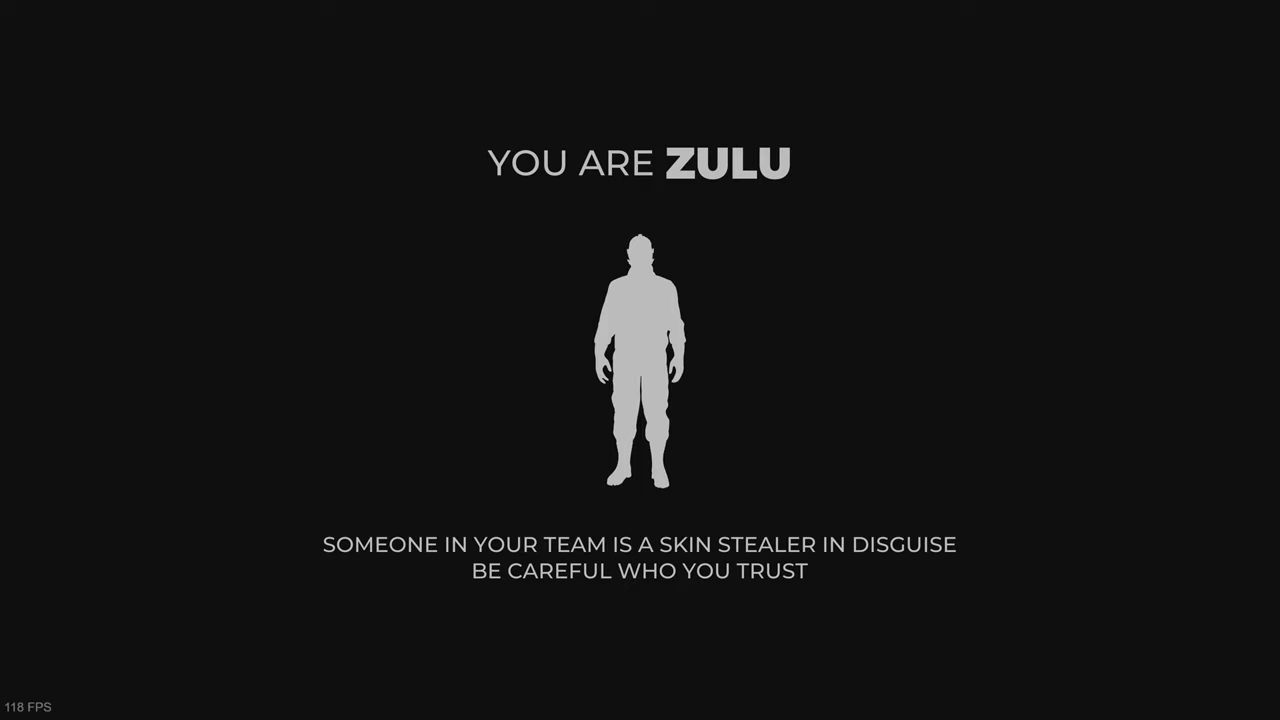 YOU ARE ZULU
SOMEONE IN YOUR TEAM IS A SKIN STEALER IN DISGUISE
BE CAREFUL WHO YOU TRUST
118 FPS